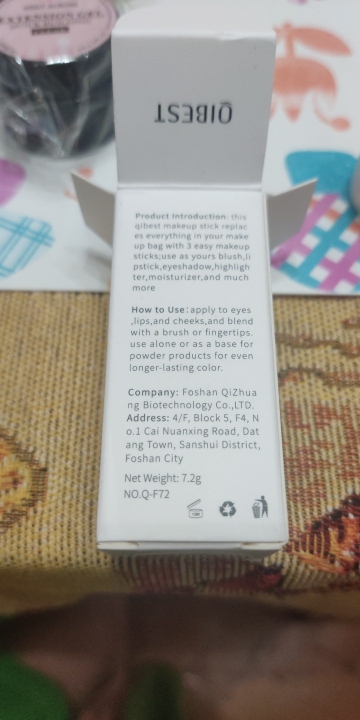 EXTENSION GEL
QIBEST
Product Introduction: this
qibest makeup stick replac
es everything in your make
up bag with 3 easy makeup
sticks;use as yours blush,li
pstick,eyeshadow,highligh
ter,moisturizer,and much
more
How to Use:apply to eyes
,lips,and cheeks,and blend
with a brush or fingertips.
use alone or as a base for
powder products for even
longer-lasting color.
Company: Foshan QiZhua
ng Biotechnology Co.,LTD.
Address: 4/F, Block 5, F4, N
o.1 Cai Nuanxing Road, Dat
ang Town, Sanshui District,
Foshan City
Net Weight: 7.2g
NO.Q-F72